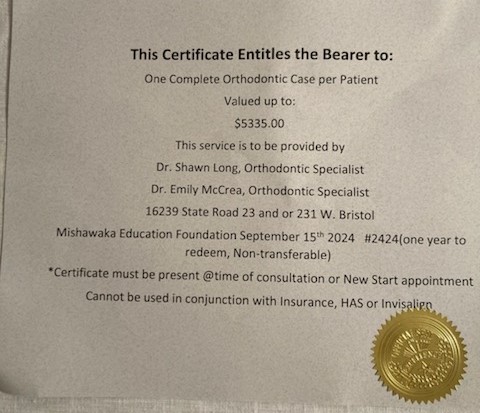 This Certificate Entitles the Bearer to:
One Complete Orthodontic Case per Patient
Valued up to:
$5335.00
This service is to be provided by
Dr. Shawn Long, Orthodontic Specialist
Dr. Emily McCrea, Orthodontic Specialist
16239 State Road 23 and or 231 W. Bristol
Mishawaka Education Foundation September 15th 2024 #2424(one year to
redeem, Non-transferable)
*Certificate must be present @time of consultation or New Start appointment
Cannot be used in conjunction with Insurance, HAS or Invisalign